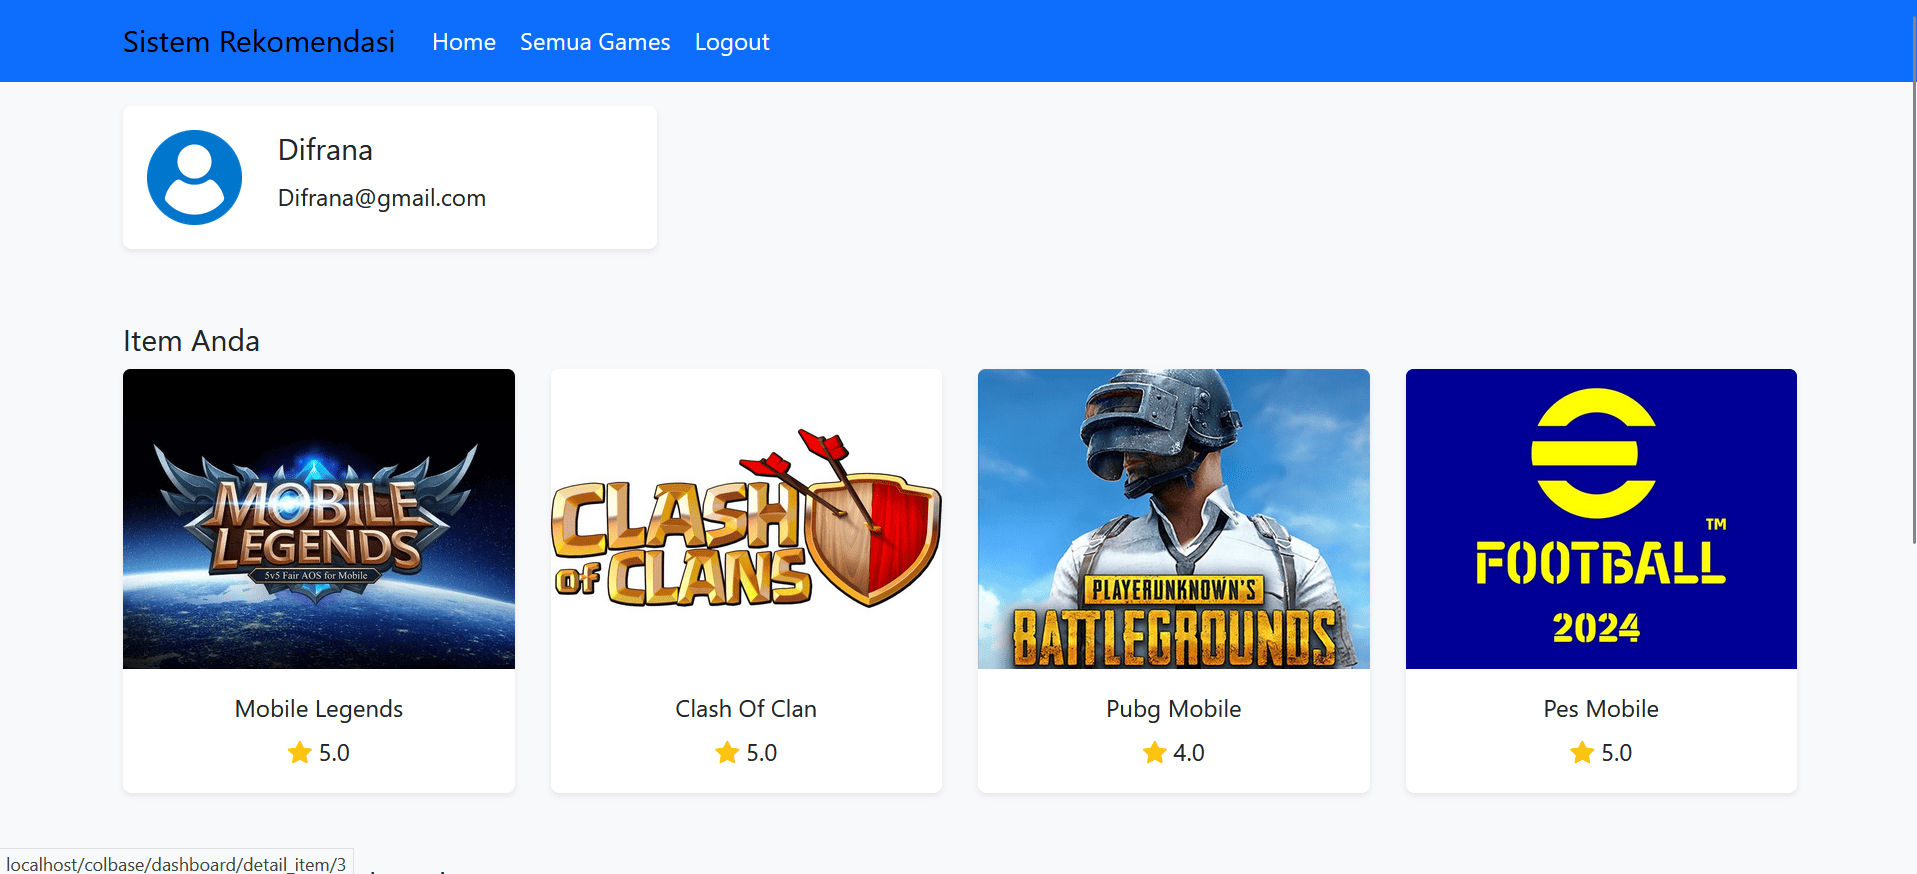 Sistem Rekomendasi Home Semua Games Logout
Difrana
Difrana@gmail.com
Item Anda
MOBILE
LEGENDS
5v5 Fair AOS for Mobile
CLASH
OF CLANS
PLAYERUNKNOWN'S
BATTLEGROUNDS
FOOTBALL™
2024
Mobile Legends
Clash Of Clan
Pubg Mobile
Pes Mobile
5.0
5.0
4.0
5.0
localhost/colbase/dashboard/detail_item/3